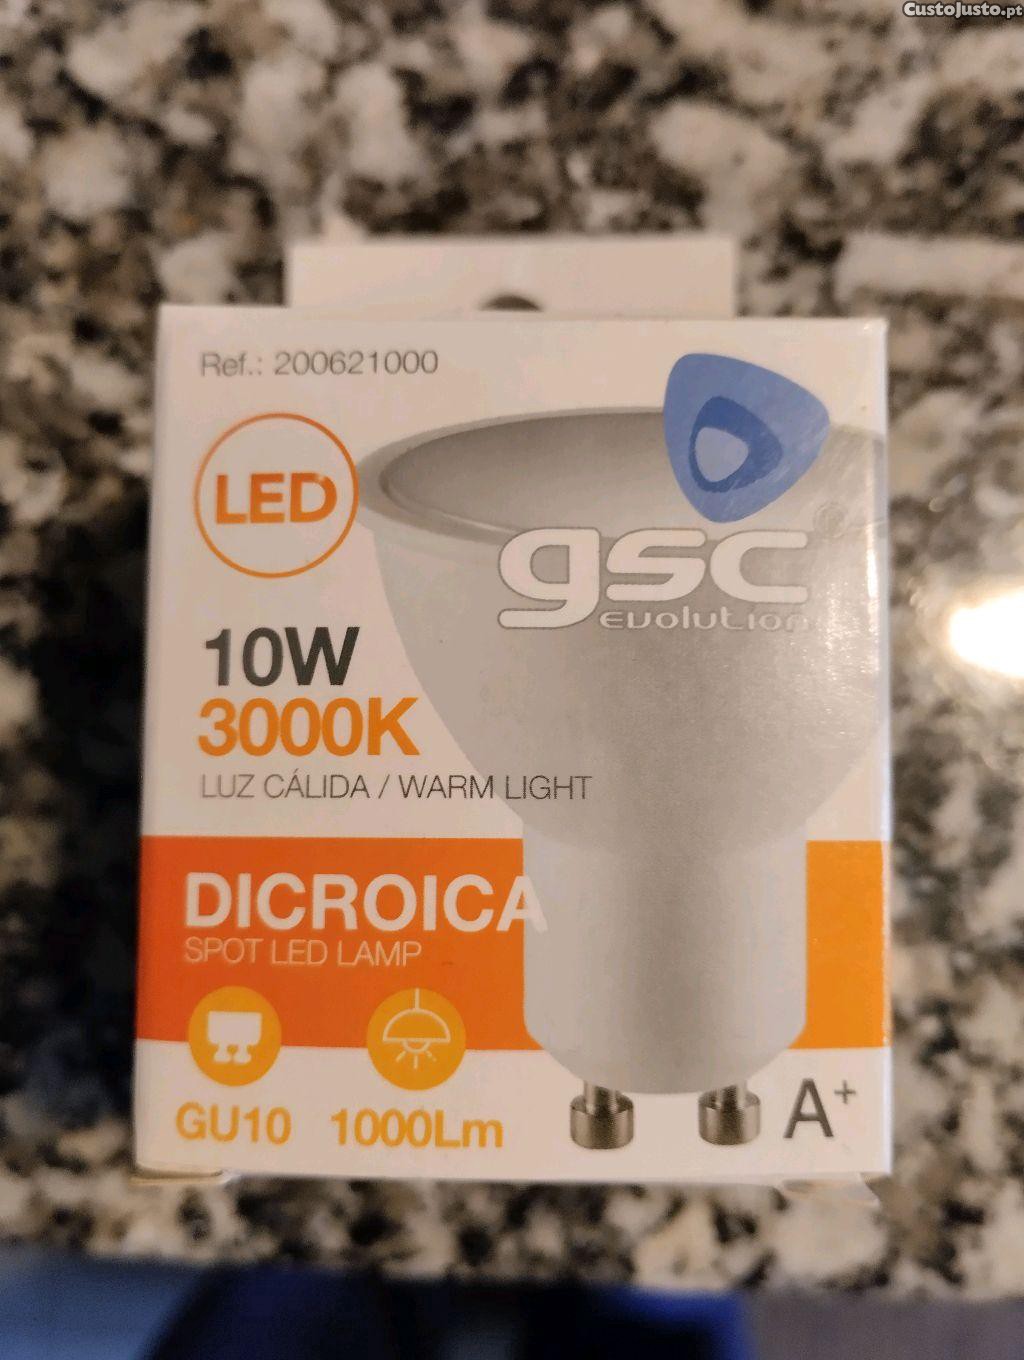 CustoJusto.pt
Ref.: 200621000
LED
gsc
evolution
10W
3000K
LUZ CÁLIDA / WARM LIGHT
DICROICA
SPOT LED LAMP
GU10 1000Lm A+